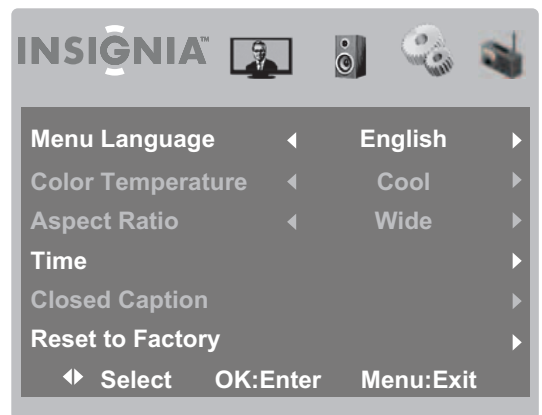 INSIGNIA™
Menu Language English
Color Temperature Cool
Aspect Ratio Wide
Time
Closed Caption
Reset to Factory
Select OK:Enter Menu:Exit